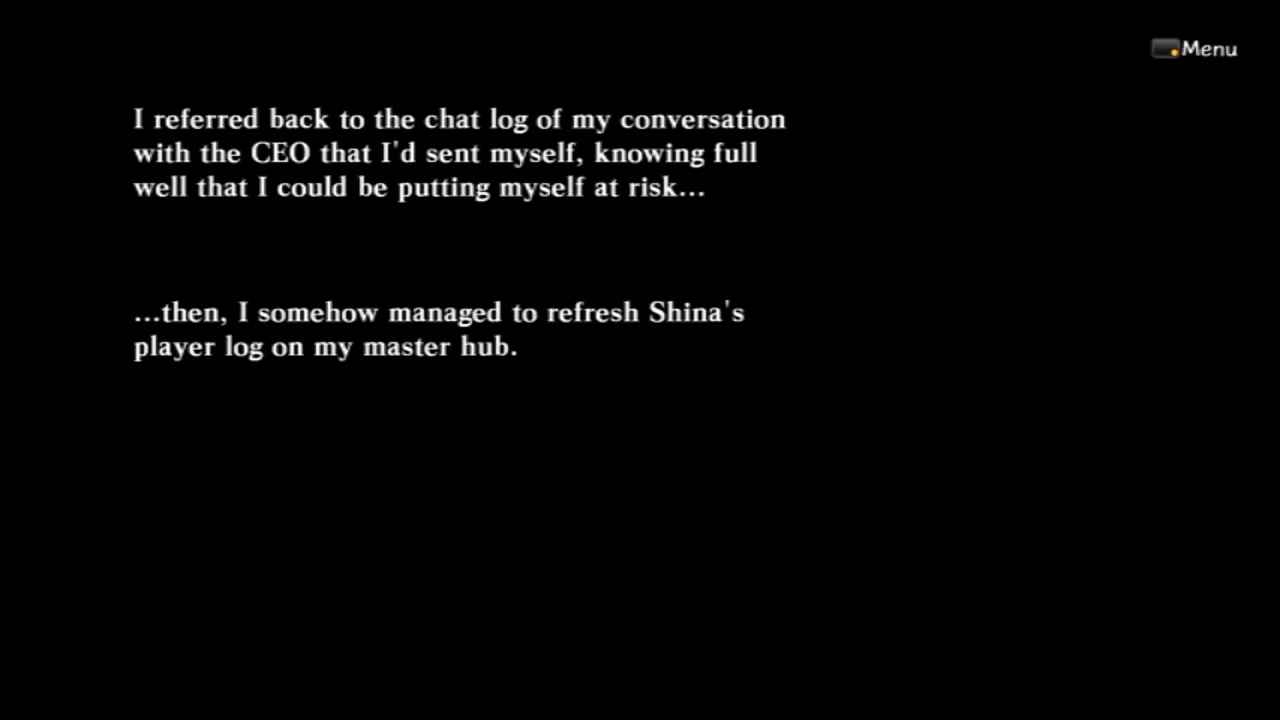 Menu
I referred back to the chat log of my conversation
with the CEO that I'd sent myself, knowing full
well that I could be putting myself at risk...
...then, I somehow managed to refresh Shina's
player log on my master hub.